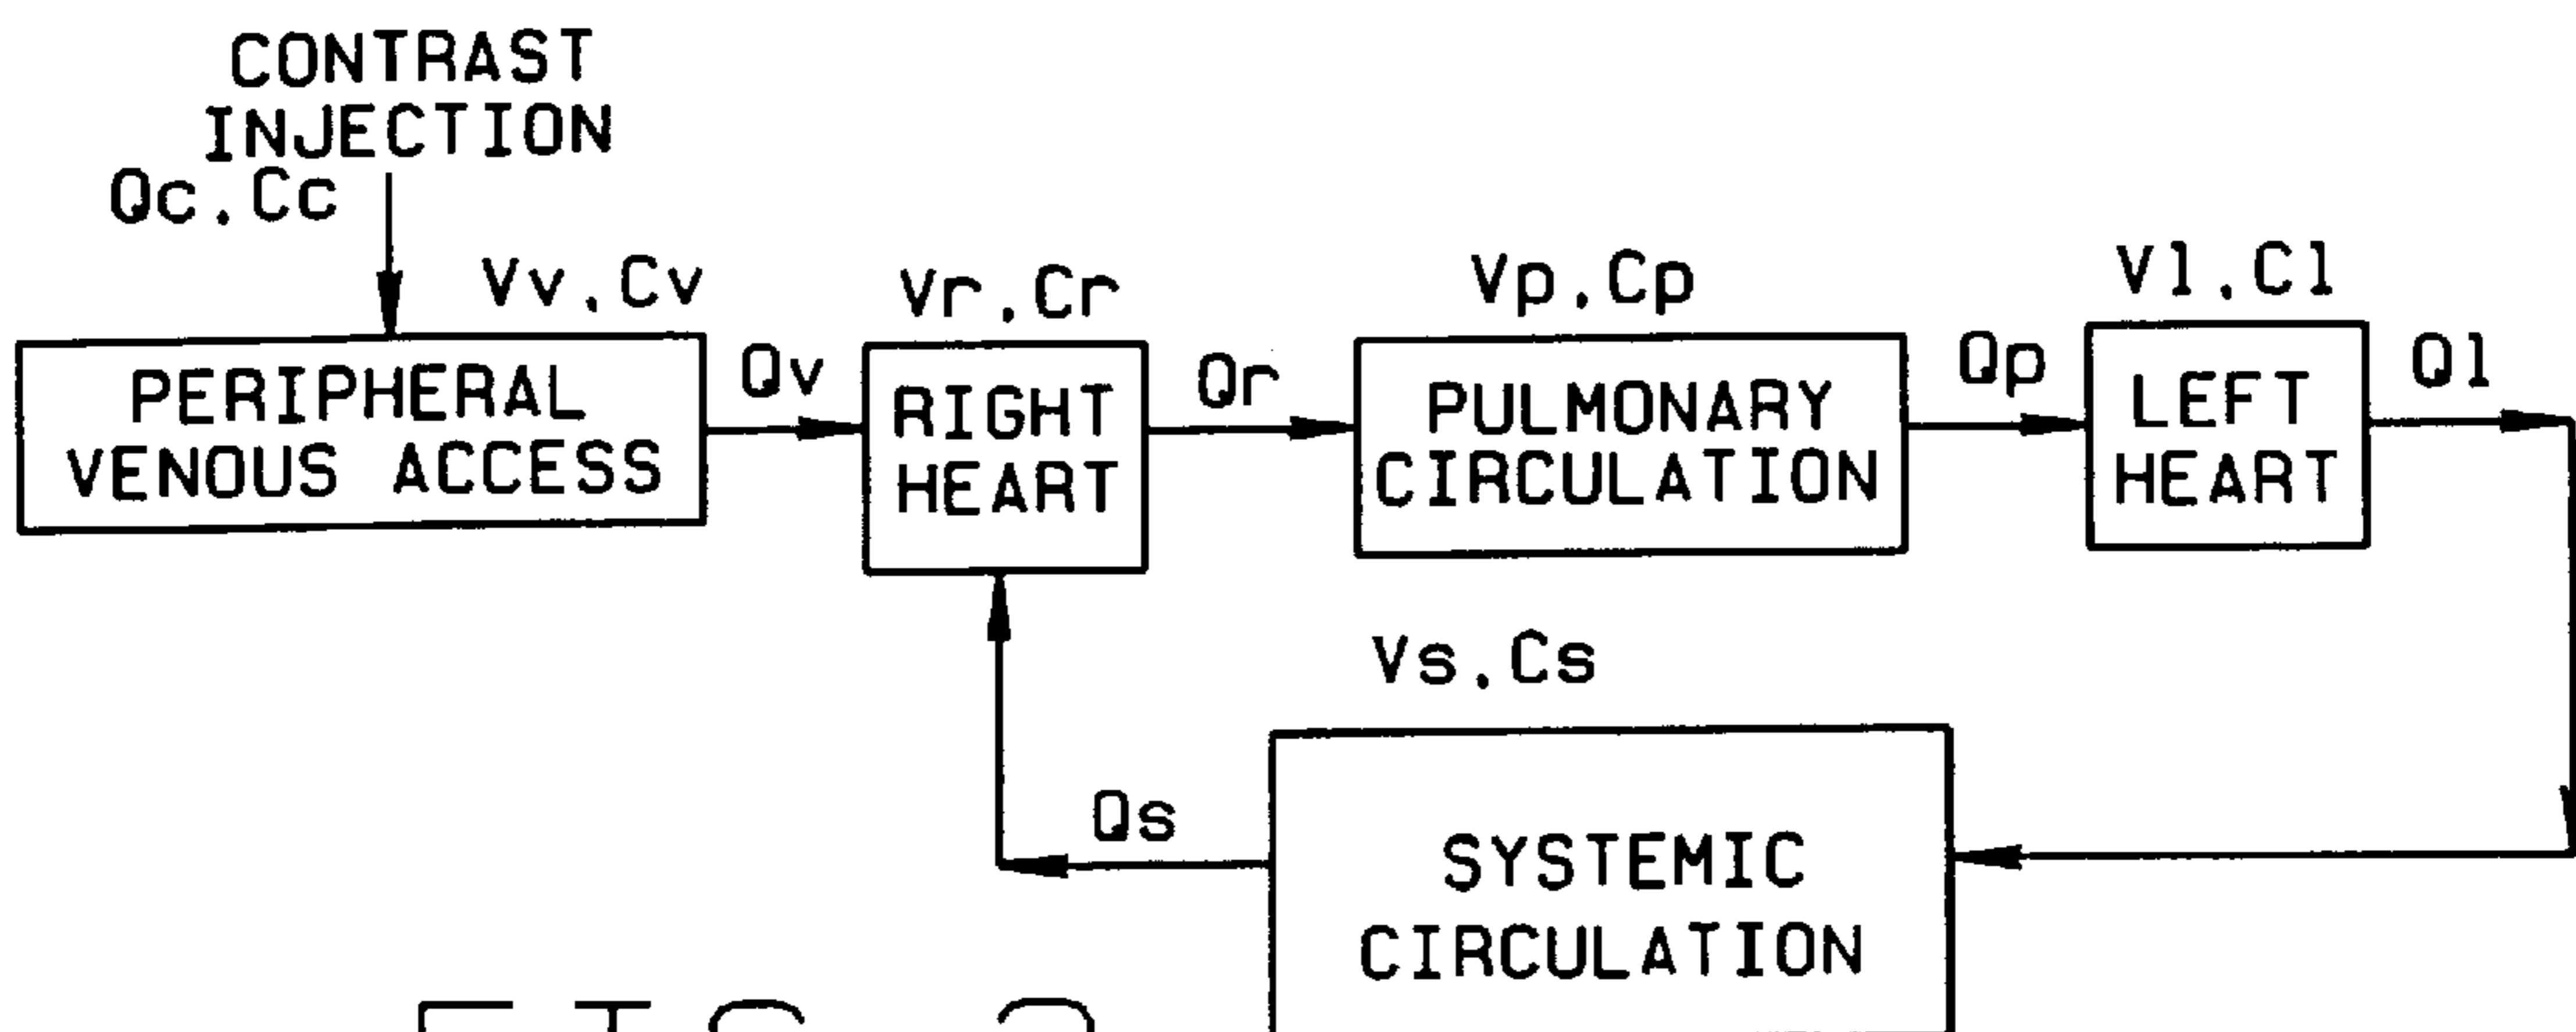 CONTRAST
INJECTION
Qc,Cc
Vv,Cv
Vr,Cr
Vp,Cp
Vl,Cl
PERIPHERAL
VENOUS ACCESS
Qv
RIGHT
HEART
Qr
PULMONARY
CIRCULATION
Qp
LEFT
HEART
Ql
Vs,Cs
Qs
SYSTEMIC
CIRCULATION